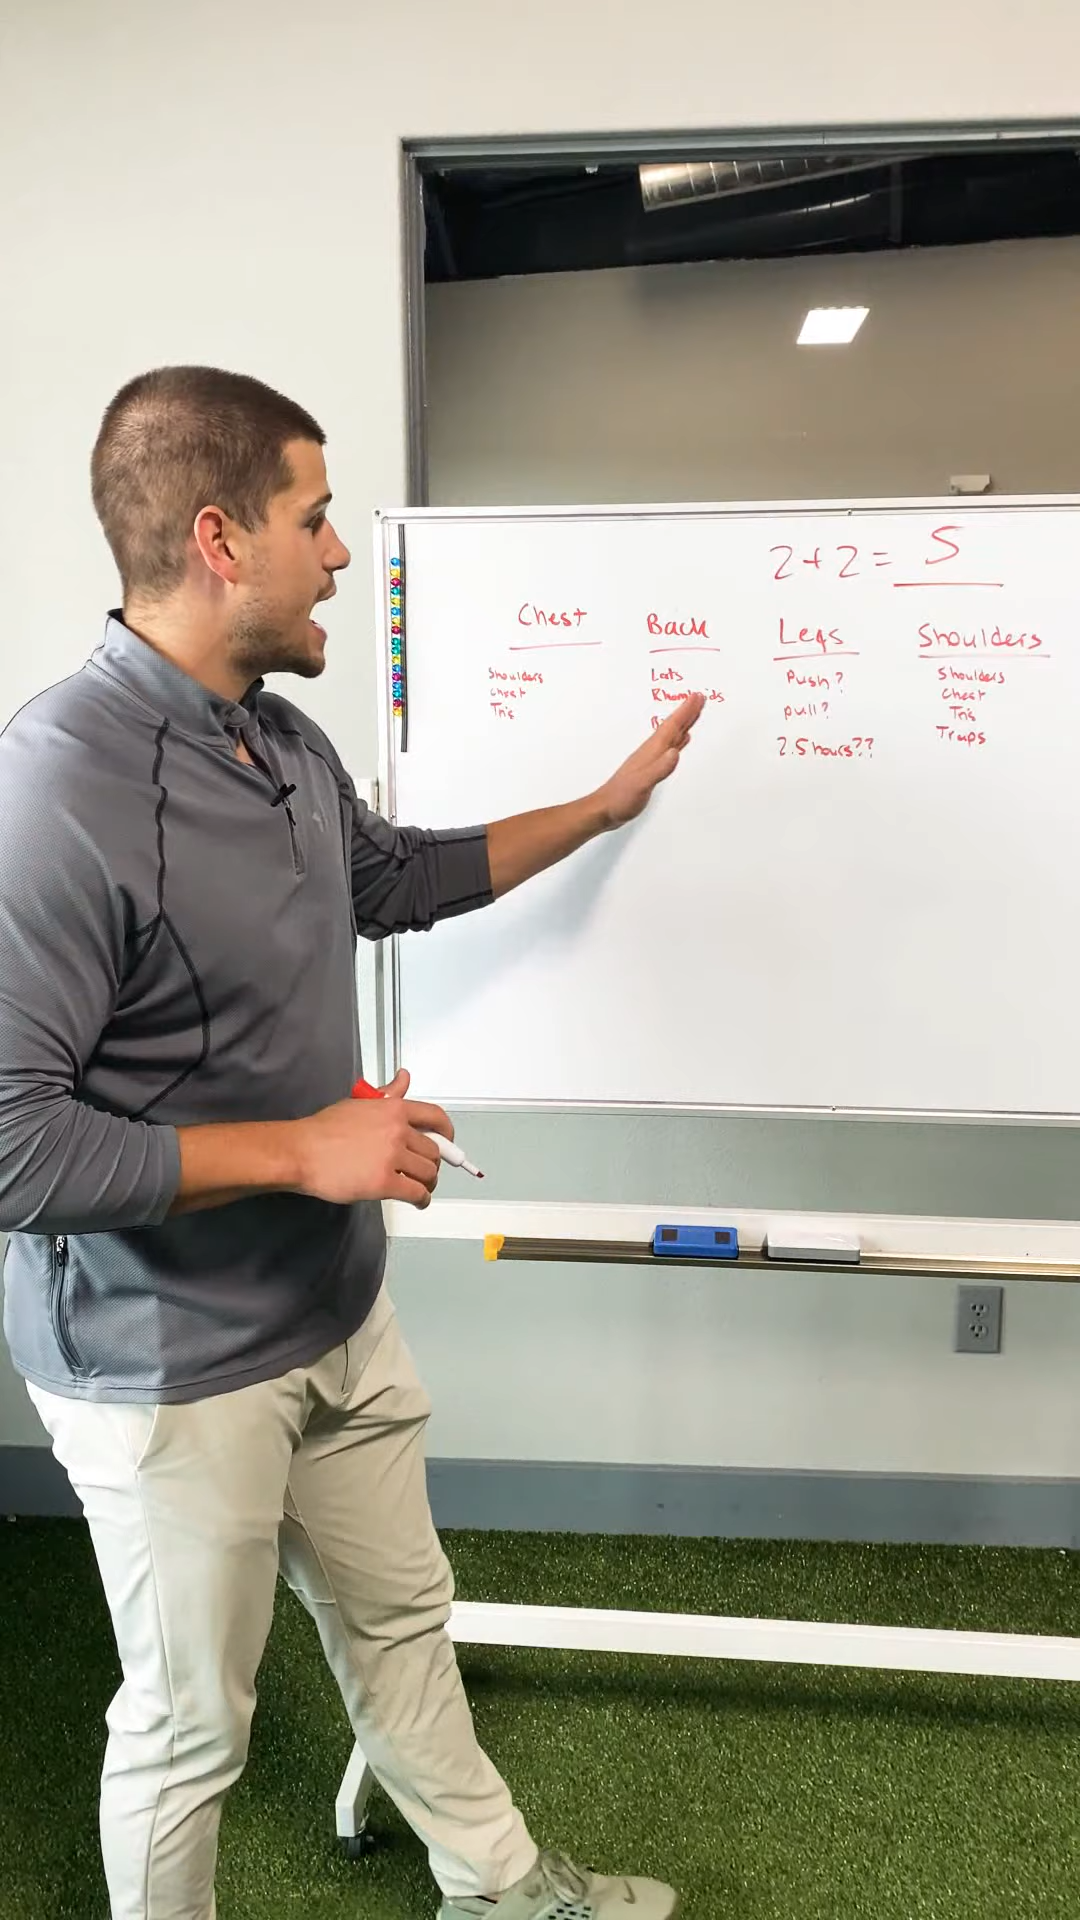 2 + 2 = 5
Chest
Shoulders
Chest
Tris
Back
Lats
Rhomboids
Legs
Push?
pull?
2.5 hours??
Shoulders
Shoulders
Chest
Tris
Traps